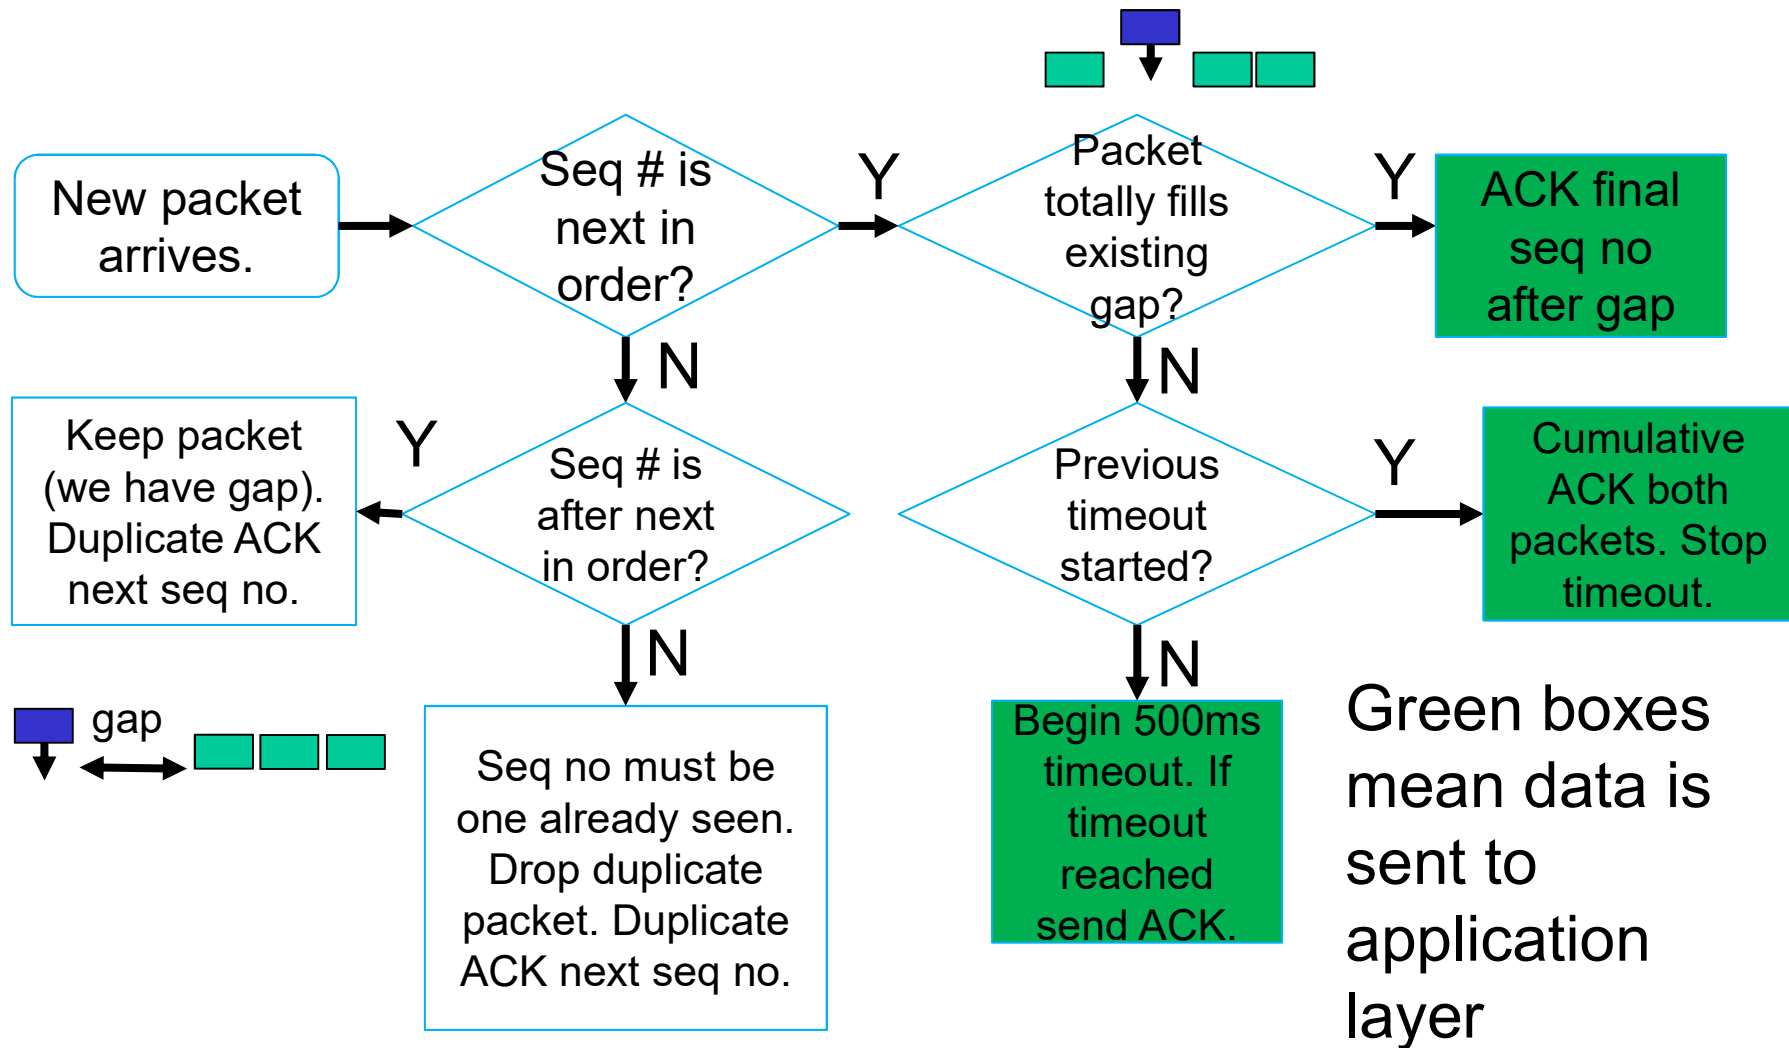 New packet
arrives.
Seq # is
next in
order?
Y
Packet
totally fills
existing
gap?
Y
ACK final
seq no
after gap
N
N
Keep packet
(we have gap).
Duplicate ACK
next seq no.
Y
Seq # is
after next
in order?
Previous
timeout
started?
Y
Cumulative
ACK both
packets. Stop
timeout.
N
N
gap
Seq no must be
one already seen.
Drop duplicate
packet. Duplicate
ACK next seq no.
Begin 500ms
timeout. If
timeout
reached
send ACK.
Green boxes
mean data is
sent to
application
layer